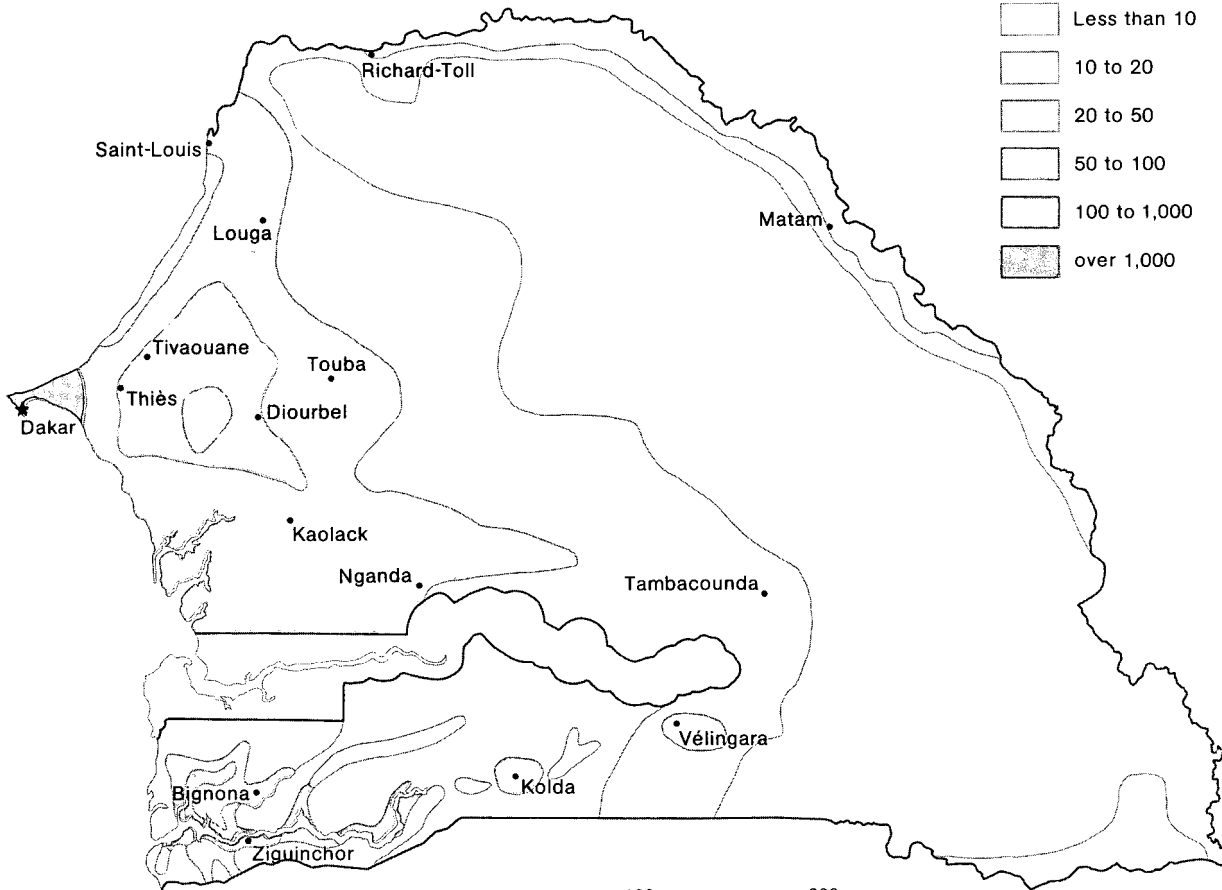 Less than 10
10 to 20
20 to 50
50 to 100
100 to 1,000
over 1,000
Richard-Toll
Saint-Louis
Matam
Louga
Tivaouane
Touba
Thiès
Diourbel
Dakar
Kaolack
Nganda
Tambacounda
Vélingara
Kolda
Bignona
Ziguinchor